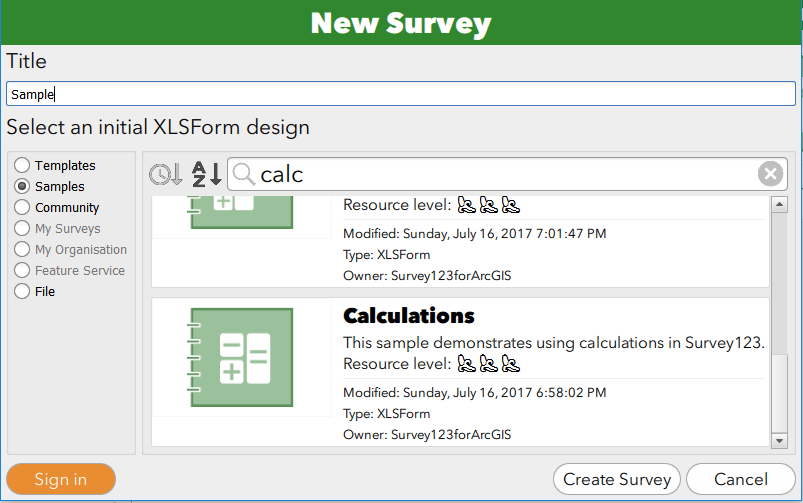 New Survey
Title
Sample
Select an initial XLSForm design
Templates
Samples
Community
My Surveys
My Organisation
Feature Service
File
A
Z
calc
Resource level:
Modified: Sunday, July 16, 2017 7:01:47 PM
Type: XLSForm
Owner: Survey123forArcGIS
Calculations
This sample demonstrates using calculations in Survey123.
Resource level:
Modified: Sunday, July 16, 2017 6:58:02 PM
Type: XLSForm
Owner: Survey123forArcGIS
Sign in
Create Survey
Cancel